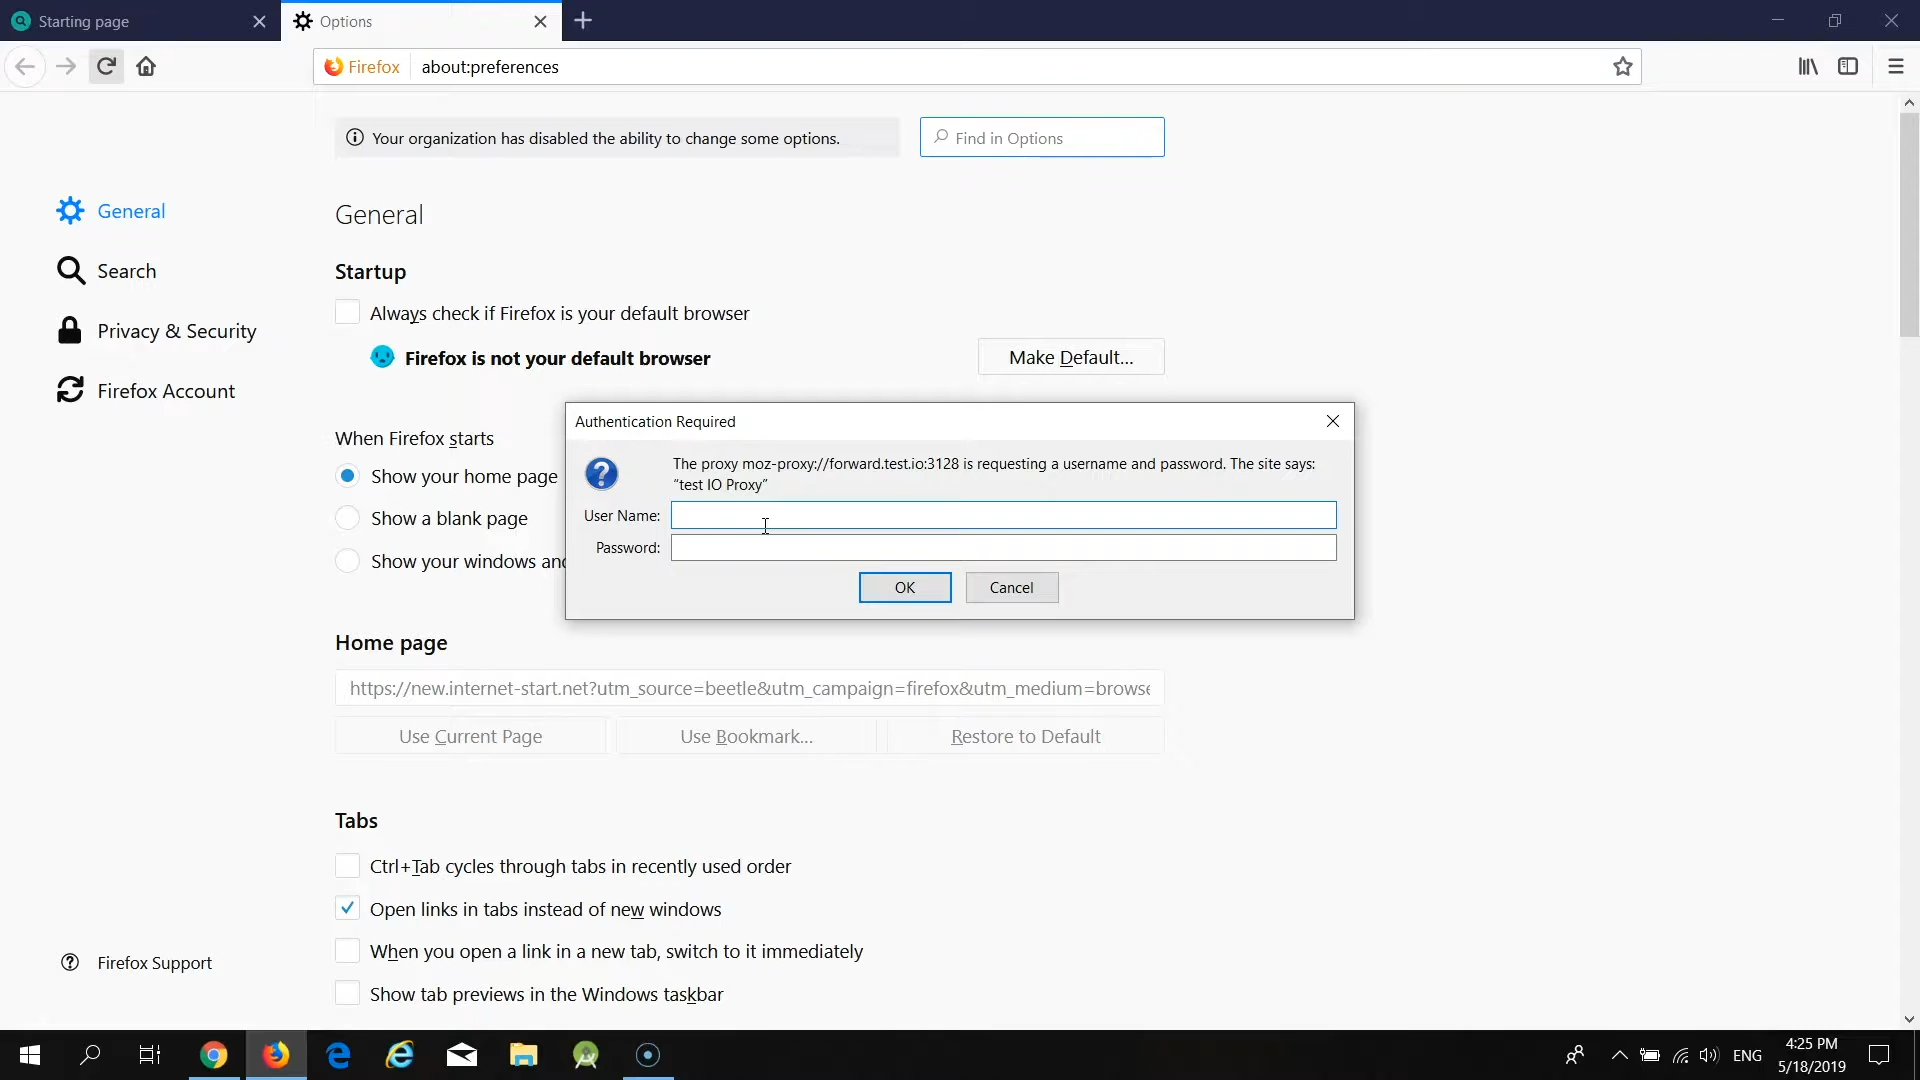 Starting page
Options
Firefox
about:preferences
Your organization has disabled the ability to change some options.
Find in Options
General
Search
Privacy & Security
Firefox Account
Firefox Support
General
Startup
Always check if Firefox is your default browser
Firefox is not your default browser
Make Default...
When Firefox starts
Show your home page
Show a blank page
Show your windows and
Authentication Required
The proxy moz-proxy://forward.test.io:3128 is requesting a username and password. The site says:
“test IO Proxy”
User Name:
Password:
OK
Cancel
Home page
https://new.internet-start.net?utm_source=beetle&utm_campaign=firefox&utm_medium=browse
Use Current Page
Use Bookmark...
Restore to Default
Tabs
Ctrl+Tab cycles through tabs in recently used order
Open links in tabs instead of new windows
When you open a link in a new tab, switch to it immediately
Show tab previews in the Windows taskbar
ENG
4:25 PM
5/18/2019